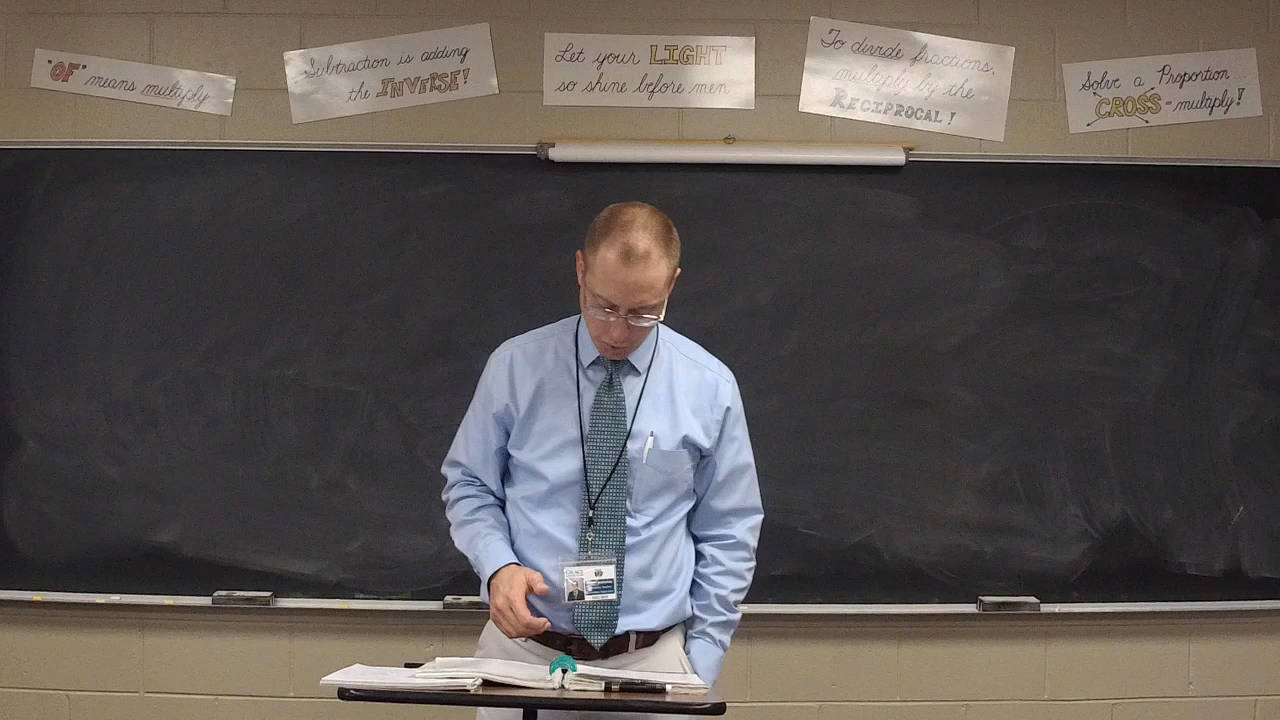 "OF" means multiply
Subtraction is adding
the INVERSE!
Let your LIGHT
so shine before men
To divide fractions,
multiply by the
RECIPROCAL!
Solve a Proportion...
CROSS-multiply!
GRACE